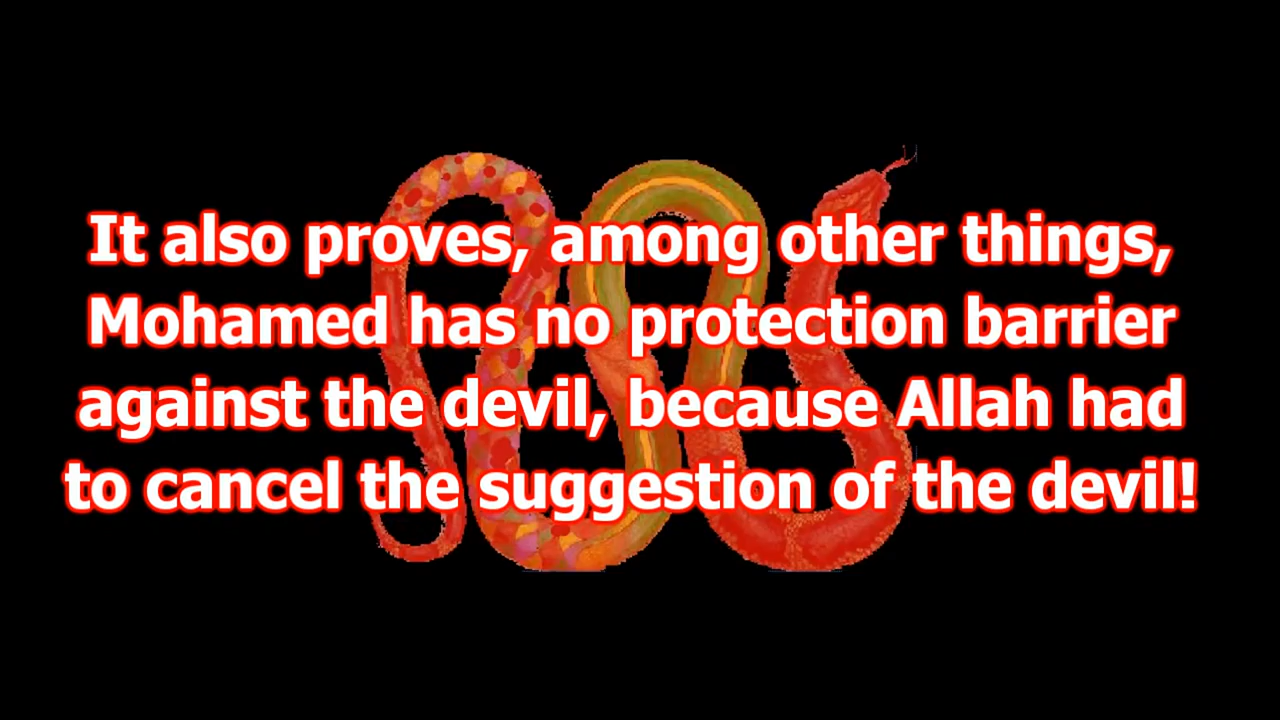 It also proves, among other things,
Mohamed has no protection barrier
against the devil, because Allah had
to cancel the suggestion of the devil!